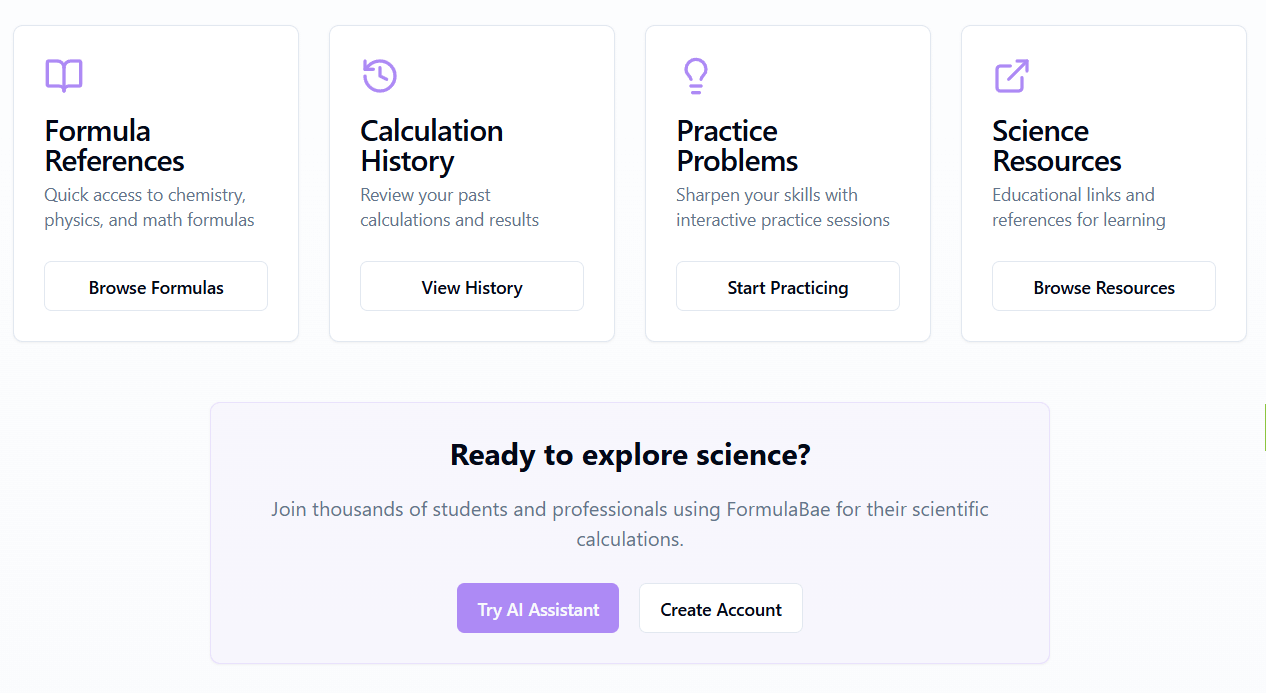 Formula
References
Quick access to chemistry,
physics, and math formulas
Browse Formulas
Calculation
History
Review your past
calculations and results
View History
Practice
Problems
Sharpen your skills with
interactive practice sessions
Start Practicing
Science
Resources
Educational links and
references for learning
Browse Resources
Ready to explore science?
Join thousands of students and professionals using FormulaBae for their scientific
calculations.
Try AI Assistant
Create Account